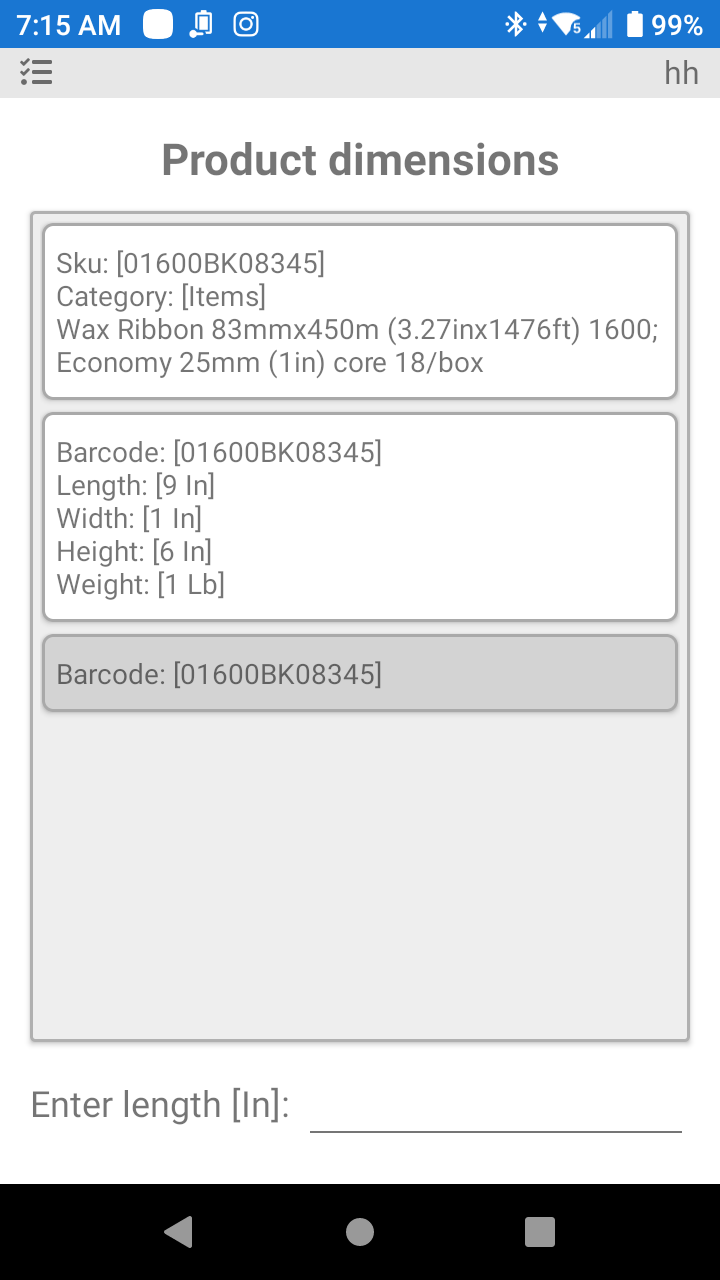 7:15 AM
5
99%
hh
Product dimensions
Sku: [01600BK08345]
Category: [Items]
Wax Ribbon 83mmx450m (3.27inx1476ft) 1600;
Economy 25mm (1in) core 18/box
Barcode: [01600BK08345]
Length: [9 In]
Width: [1 In]
Height: [6 In]
Weight: [1 Lb]
Barcode: [01600BK08345]
Enter length [In]: